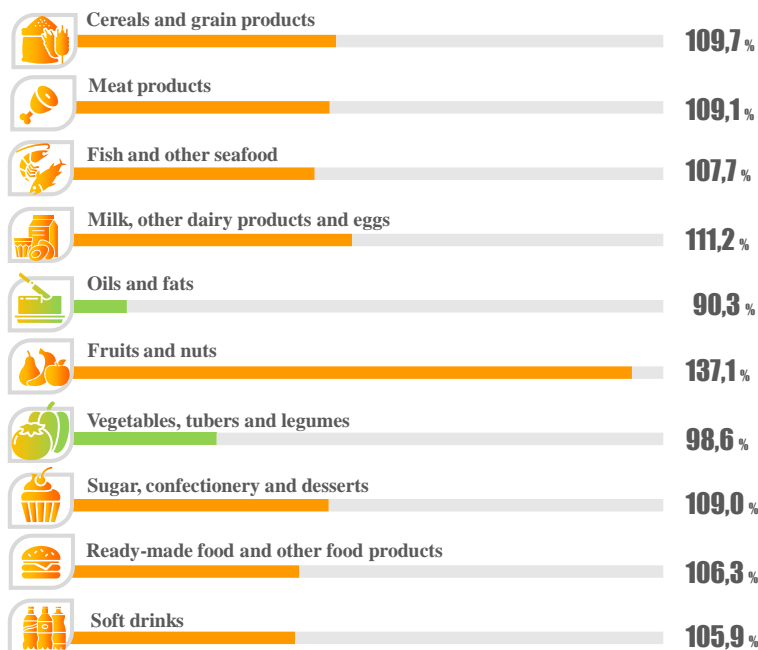 Cereals and grain products
109,7 %
Meat products
109,1 %
Fish and other seafood
107,7 %
Milk, other dairy products and eggs
111,2 %
Oils and fats
90,3 %
Fruits and nuts
137,1 %
Vegetables, tubers and legumes
98,6 %
Sugar, confectionery and desserts
109,0 %
Ready-made food and other food products
106,3 %
Soft drinks
105,9 %